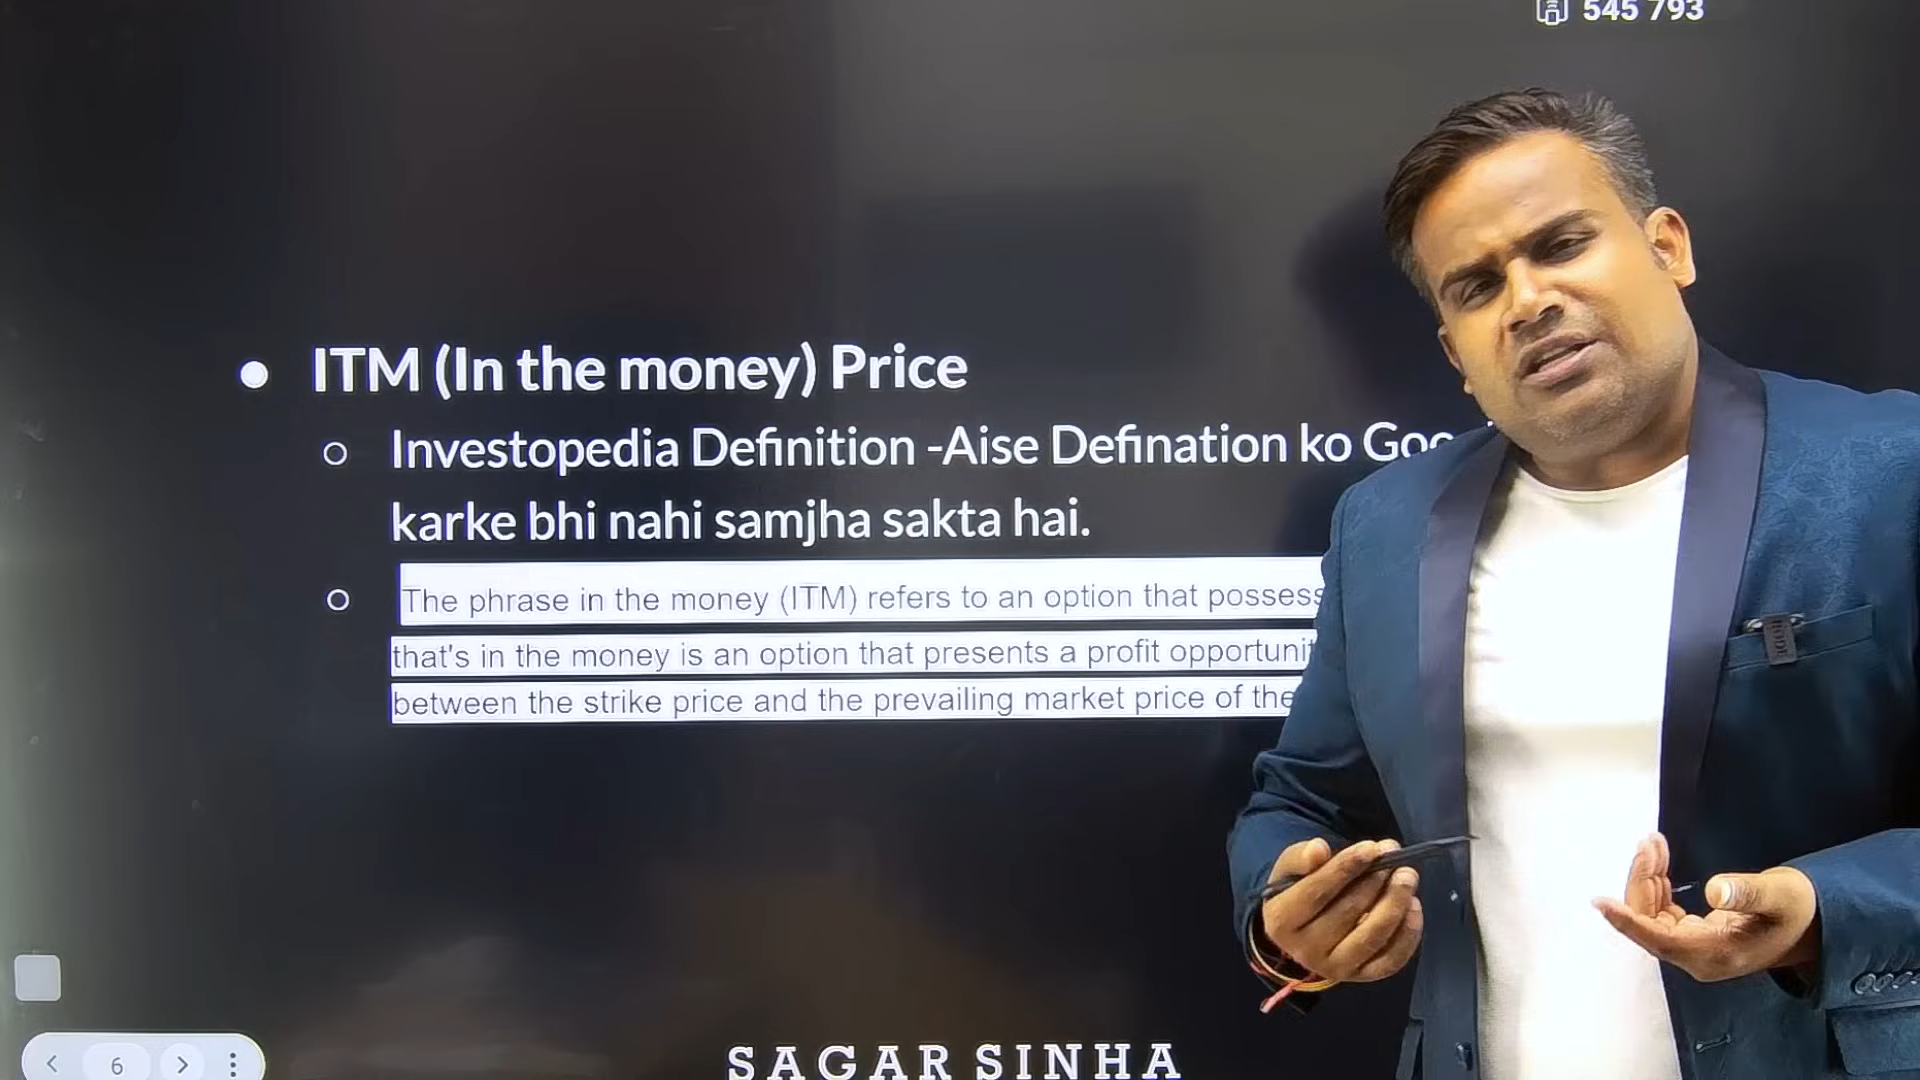 545 793
ITM (In the money) Price
Investopedia Definition -Aise Defination ko
karke bhi nahi samjha sakta hai.
The phrase in the money (ITM) refers to an option that
that's in the money is an option that presents a profit
between the strike price and the prevailing market price of the
6
SAGAR SINHA